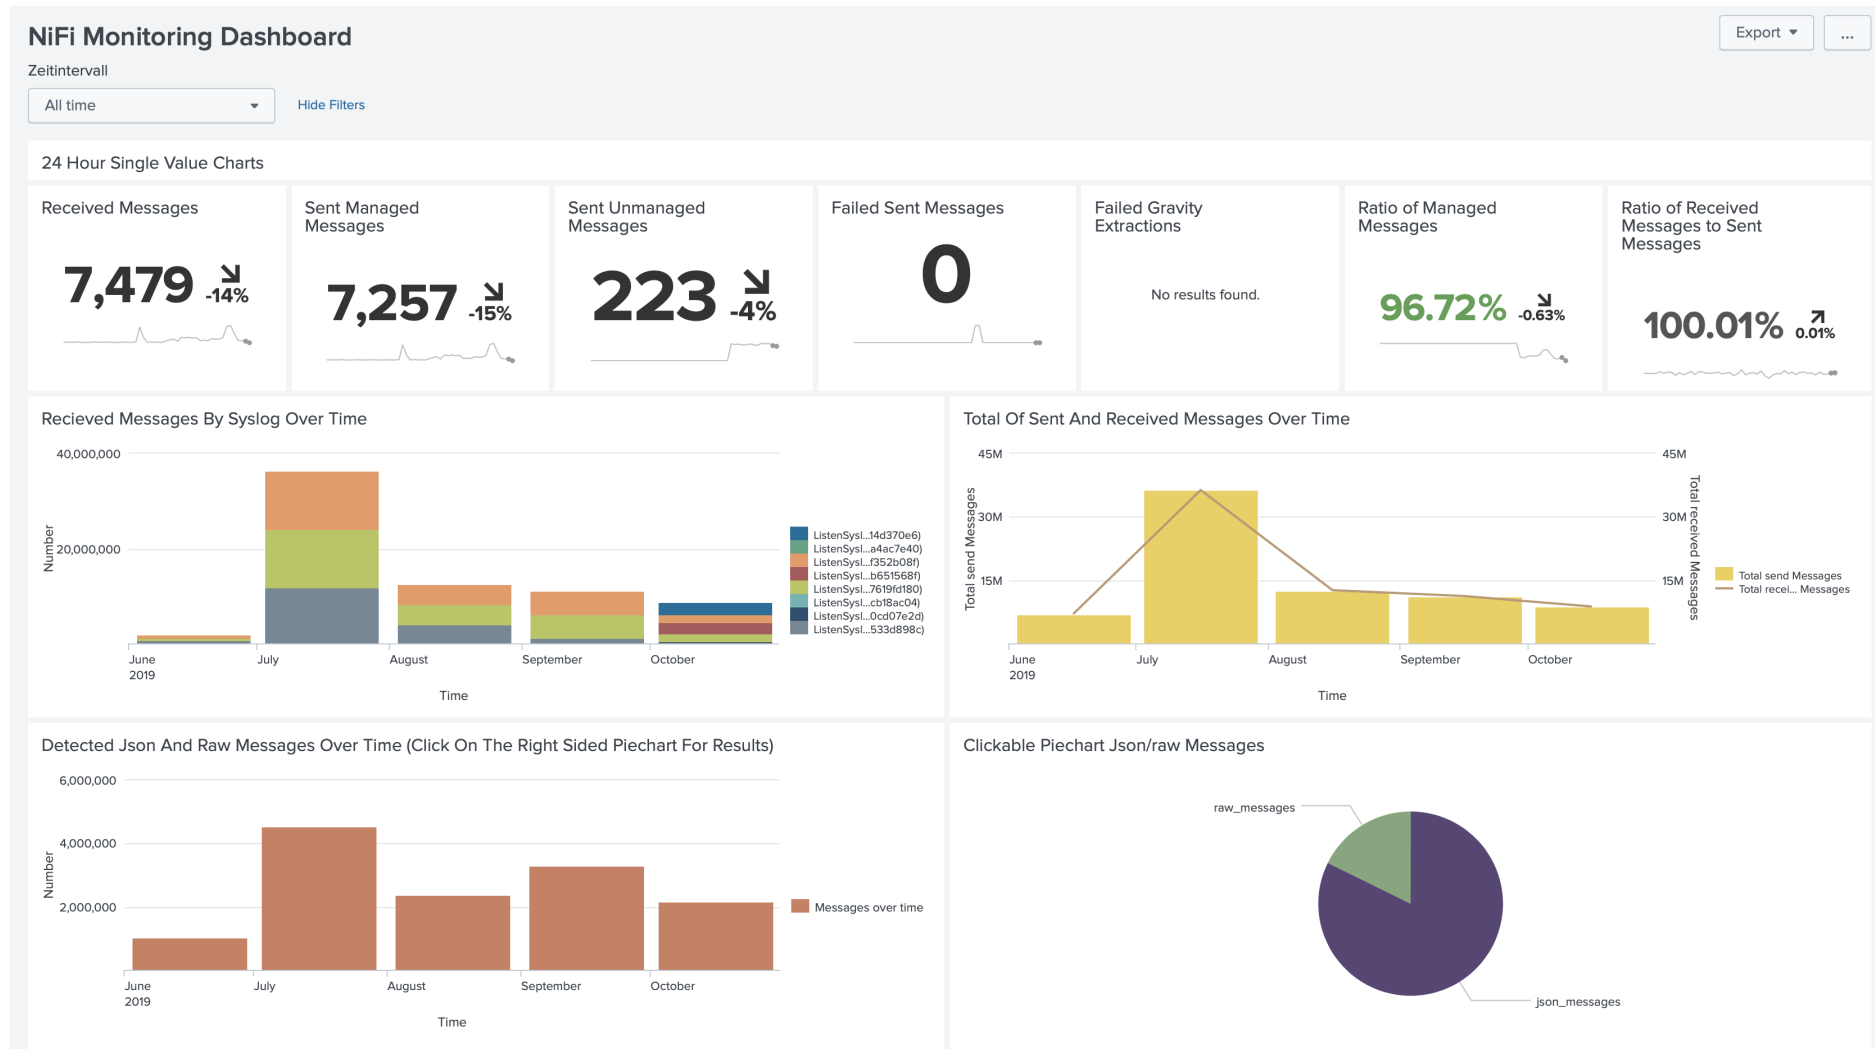 NiFi Monitoring Dashboard
Export
...
Zeitintervall
All time
Hide Filters
24 Hour Single Value Charts
Received Messages
7,479
-14%
Sent Managed
Messages
7,257
-15%
Sent Unmanaged
Messages
223
-4%
Failed Sent Messages
0
Failed Gravity
Extractions
No results found.
Ratio of Managed
Messages
96.72%
-0.63%
Ratio of Received
Messages to Sent
Messages
100.01%
0.01%
Recieved Messages By Syslog Over Time
40,000,000
20,000,000
Number
June
2019
July
August
September
October
Time
ListenSysl...14d370e6)
ListenSysl...a4ac7e40)
ListenSysl...f352b08f)
ListenSysl...b651568f)
ListenSysl...7619fd180)
ListenSysl...cb18ac04)
ListenSysl...0cd07e2d)
ListenSysl...533d898c)
Total Of Sent And Received Messages Over Time
45M
30M
15M
Total send Messages
45M
30M
15M
Total received Messages
June
2019
July
August
September
October
Time
Total send Messages
Total recei... Messages
Detected Json And Raw Messages Over Time (Click On The Right Sided Piechart For Results)
6,000,000
4,000,000
2,000,000
Number
June
2019
July
August
September
October
Time
Messages over time
Clickable Piechart Json/raw Messages
raw_messages
json_messages